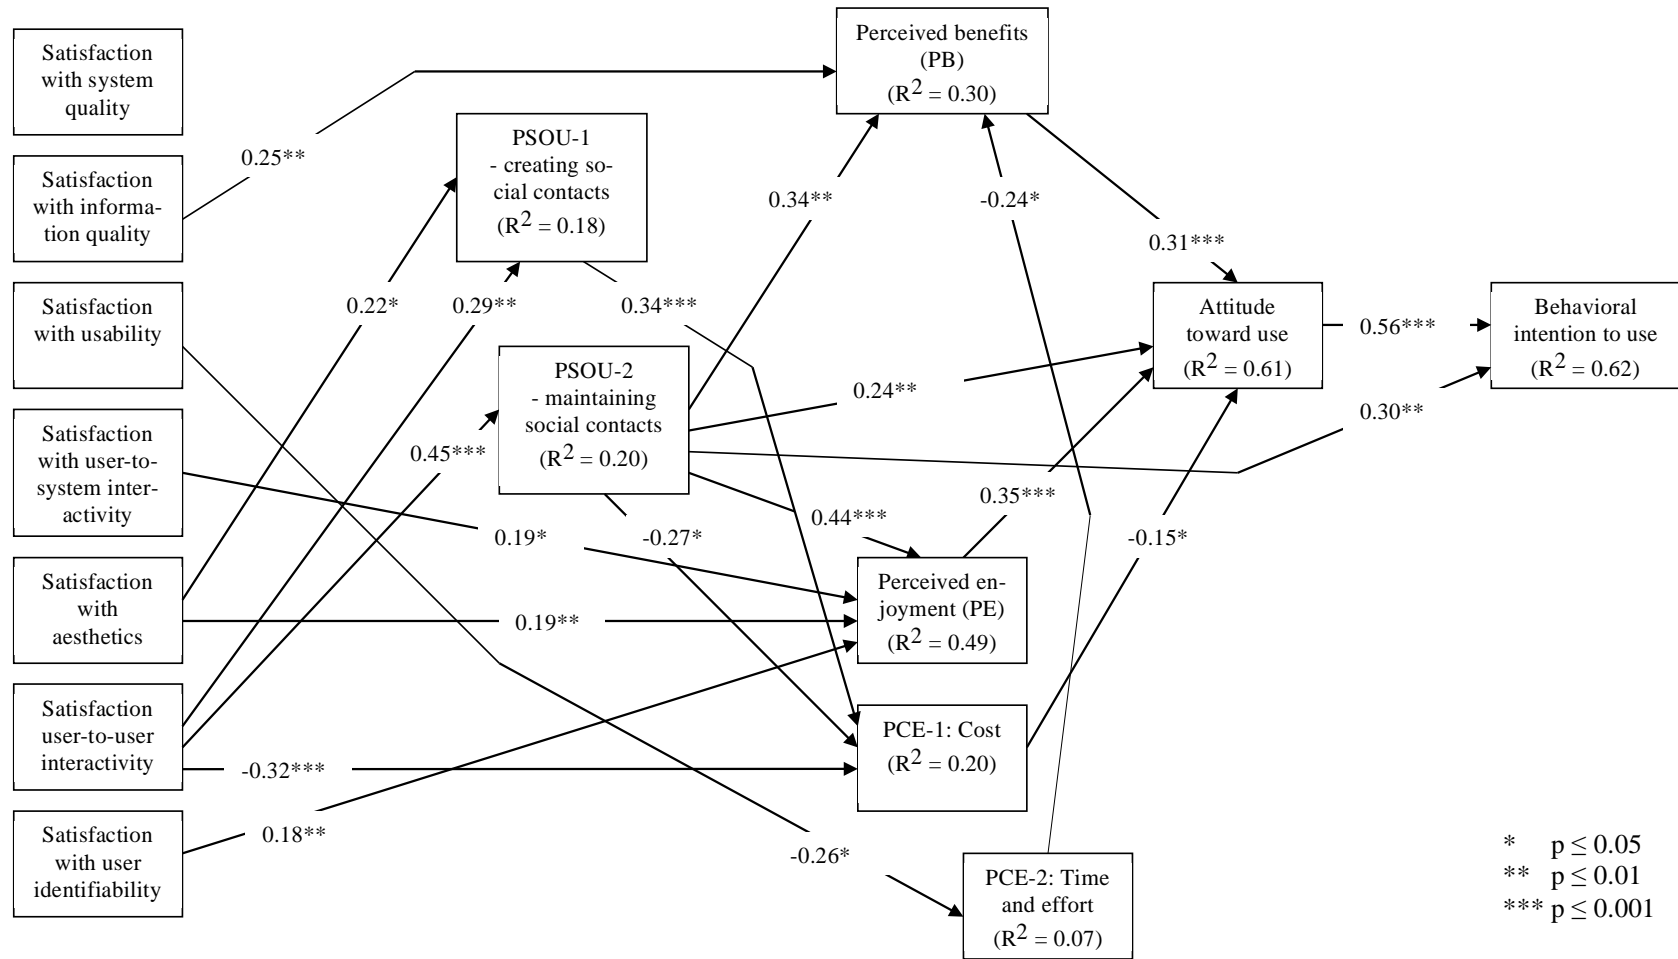 Satisfaction
with system
quality
Satisfaction
with informa-
tion quality
Satisfaction
with usability
Satisfaction
with user-to-
system inter-
activity
Satisfaction
with
aesthetics
Satisfaction
user-to-user
interactivity
Satisfaction
with user
identifiability
PSOU-1
- creating so-
cial contacts
(R2 = 0.18)
PSOU-2
- maintaining
social contacts
(R2 = 0.20)
Perceived benefits
(PB)
(R2 = 0.30)
Perceived en-
joyment (PE)
(R2 = 0.49)
PCE-1: Cost
(R2 = 0.20)
PCE-2: Time
and effort
(R2 = 0.07)
Attitude
toward use
(R2 = 0.61)
Behavioral
intention to use
(R2 = 0.62)
0.25**
0.22*
0.29**
0.34***
0.34**
-0.24*
0.31***
0.56***
0.24**
0.30**
0.45***
0.19*
-0.27*
0.44***
0.35***
-0.15*
0.19**
-0.32***
0.18**
-0.26*
* p ≤ 0.05
** p ≤ 0.01
*** p ≤ 0.001